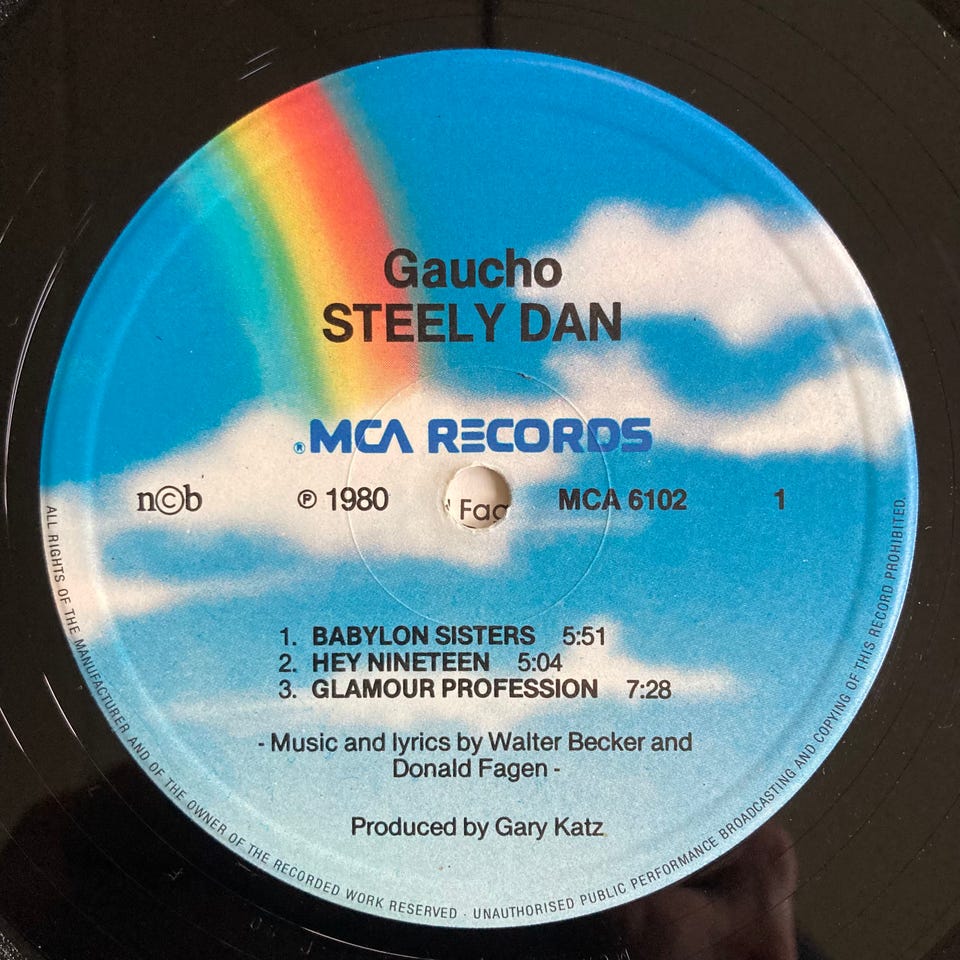 Gaucho
STEELY DAN
® MCA RECORDS
n©b ℗ 1980 MCA 6102 1
Fag
1. BABYLON SISTERS 5:51
2. HEY NINETEEN 5:04
3. GLAMOUR PROFESSION 7:28
- Music and lyrics by Walter Becker and
Donald Fagen -
Produced by Gary Katz
ALL RIGHTS OF THE MANUFACTURER AND OF THE OWNER OF THE RECORDED WORK RESERVED · UNAUTHORISED PUBLIC PERFORMANCE BROADCASTING AND COPYING OF THIS RECORD PROHIBITED